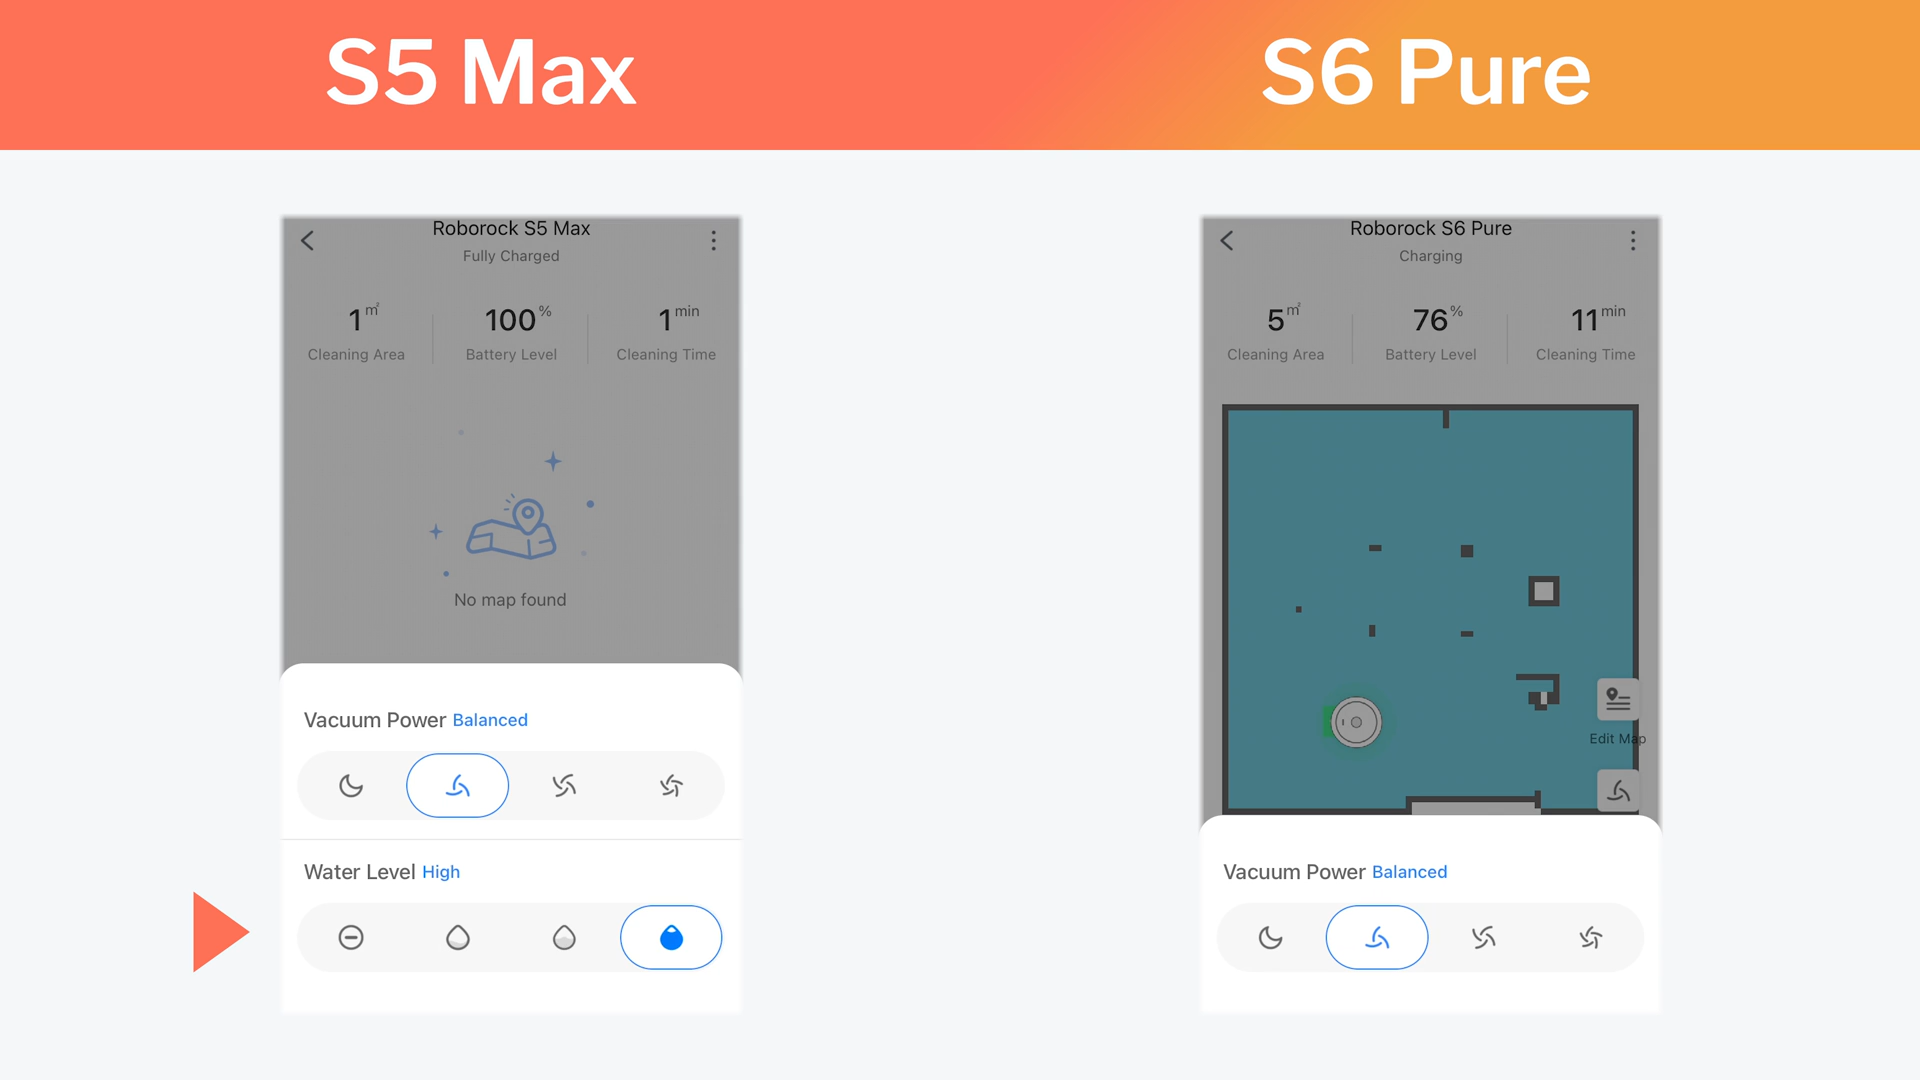 S5 Max
S6 Pure
Roborock S5 Max
Fully Charged
1 m²
100 %
1 min
Cleaning Area
Battery Level
Cleaning Time
No map found
Vacuum Power Balanced
Water Level High
Roborock S6 Pure
Charging
5 m²
76 %
11 min
Cleaning Area
Battery Level
Cleaning Time
Edit Map
Vacuum Power Balanced